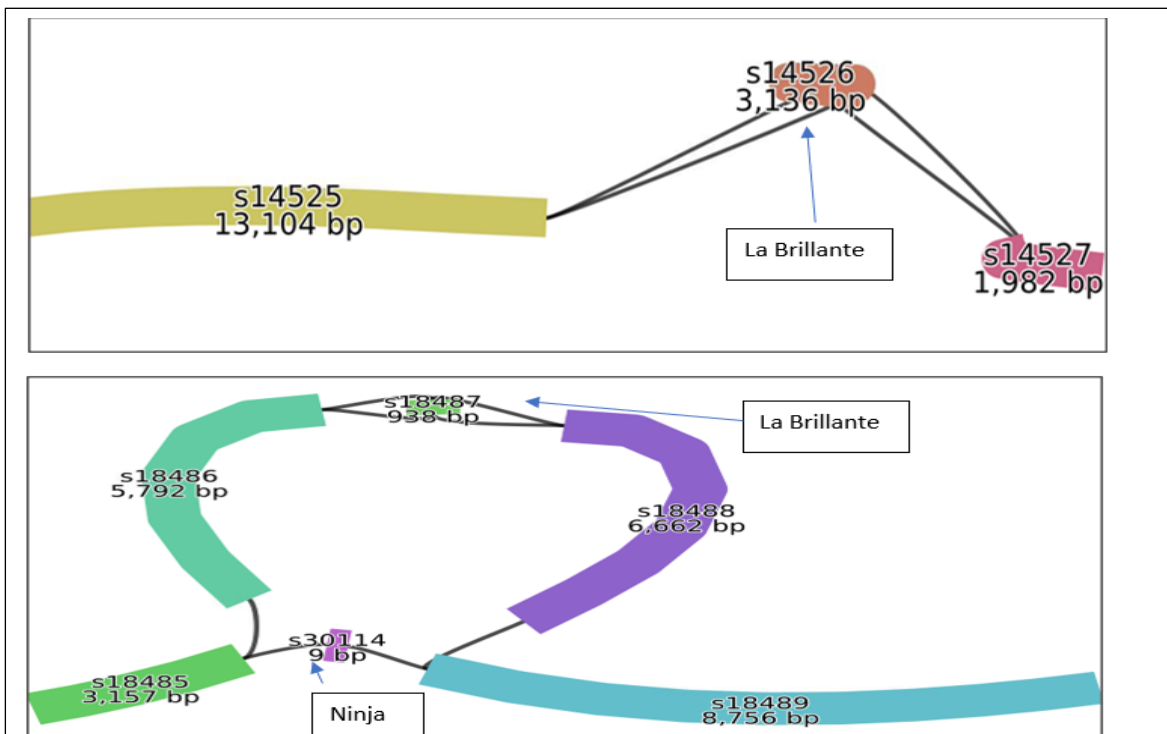 s14526
3,136 bp
s14525
13,104 bp
La Brillante
s14527
1,982 bp
s18487
938 bp
La Brillante
s18486
5,792 bp
s18488
6,662 bp
s30114
9 bp
s18485
3,157 bp
Ninja
s18489
8,756 bp